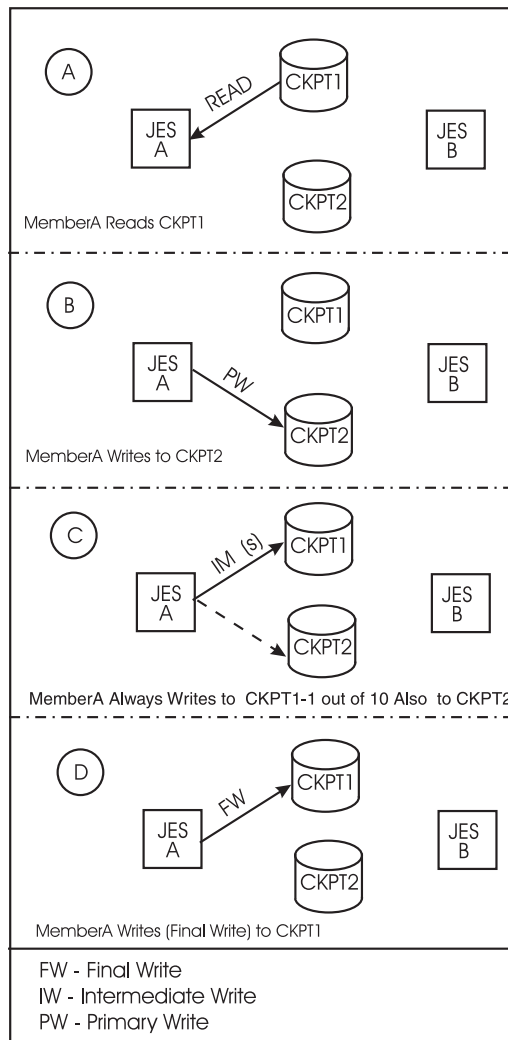 A
CKPT1
READ
JES
A
JES
B
CKPT2
MemberA Reads CKPT1
B
CKPT1
JES
A
PW
JES
B
CKPT2
MemberA Writes to CKPT2
C
CKPT1
IM (s)
JES
A
JES
B
CKPT2
MemberA Always Writes to CKPT1-1 out of 10 Also to CKPT2
D
CKPT1
FW
JES
A
JES
B
CKPT2
MemberA Writes (Final Write) to CKPT1
FW - Final Write
IW - Intermediate Write
PW - Primary Write